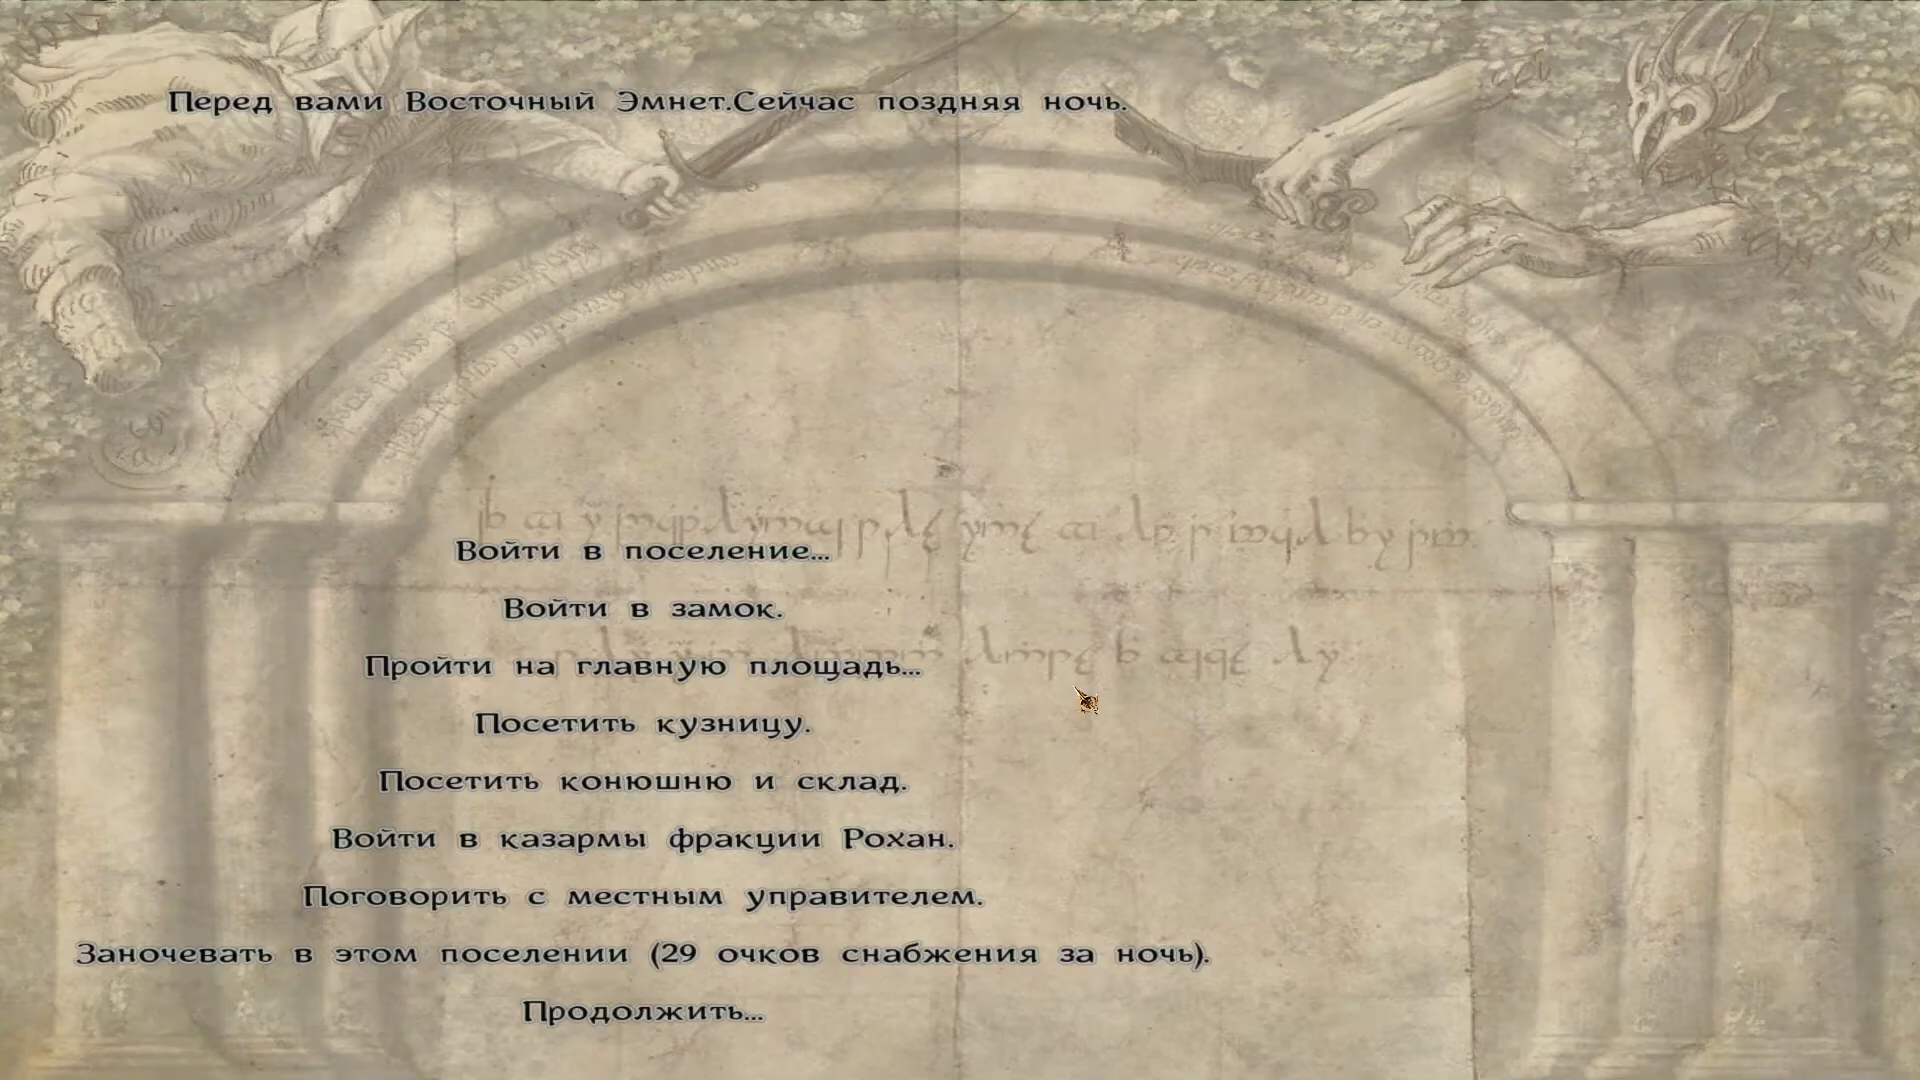 Перед вами Восточный Эмнет.Сейчас поздняя ночь.
Войти в поселение...
Войти в замок.
Пройти на главную площадь...
Посетить кузницу.
Посетить конюшню и склад.
Войти в казармы фракции Рохан.
Поговорить с местным управителем.
Заночевать в этом поселении (29 очков снабжения за ночь).
Продолжить...